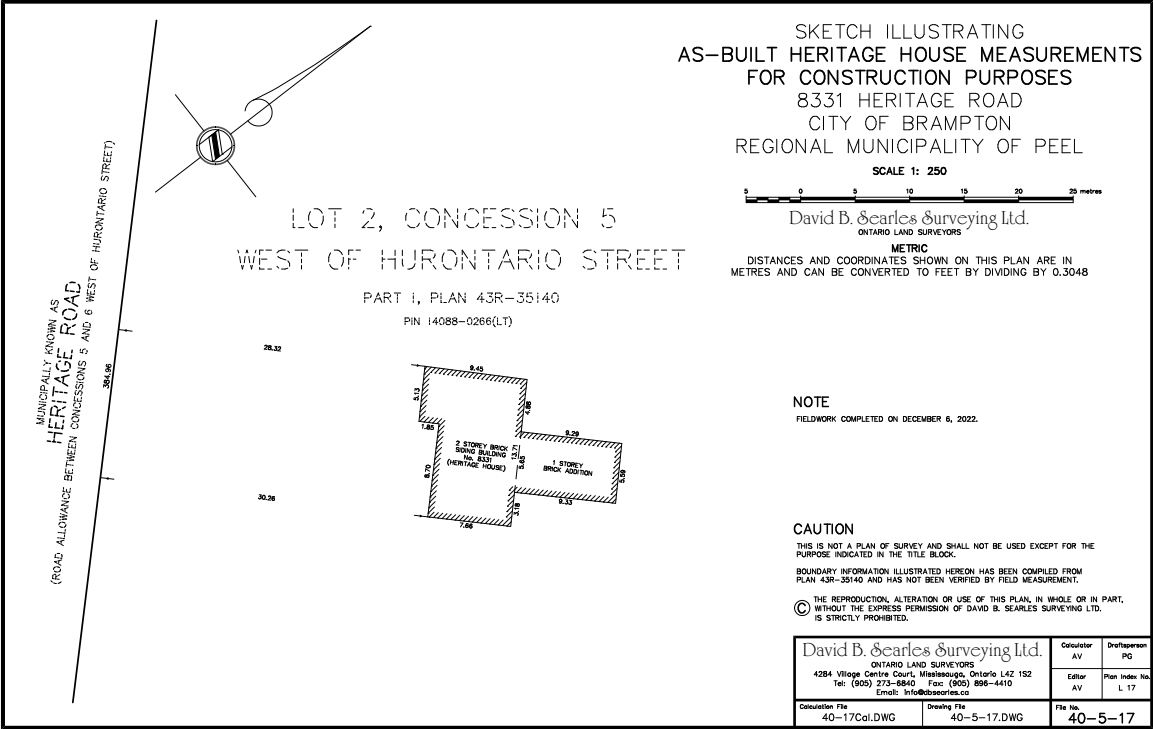 SKETCH ILLUSTRATING
AS-BUILT HERITAGE HOUSE MEASUREMENTS
FOR CONSTRUCTION PURPOSES
8331 HERITAGE ROAD
CITY OF BRAMPTON
REGIONAL MUNICIPALITY OF PEEL
SCALE 1: 250
5 0 5 10 15 20 25 metres
David B. Searles Surveying Ltd.
ONTARIO LAND SURVEYORS
METRIC
DISTANCES AND COORDINATES SHOWN ON THIS PLAN ARE IN
METRES AND CAN BE CONVERTED TO FEET BY DIVIDING BY 0.3048
LOT 2, CONCESSION 5
WEST OF HURONTARIO STREET
PART 1, PLAN 43R-35140
PIN 14088-0266(LT)
MUNICIPALLY KNOWN AS
HERITAGE ROAD
(ROAD ALLOWANCE BETWEEN CONCESSIONS 5 AND 6 WEST OF HURONTARIO STREET)
384.96
28.32
30.26
9.45
5.13
4.86
1.85
8.70
2 STOREY BRICK
SIDING BUILDING
No. 8331
(HERITAGE HOUSE)
13.71
5.65
9.29
1 STOREY
BRICK ADDITION
5.59
9.33
3.18
7.66
NOTE
FIELDWORK COMPLETED ON DECEMBER 6, 2022.
CAUTION
THIS IS NOT A PLAN OF SURVEY AND SHALL NOT BE USED EXCEPT FOR THE
PURPOSE INDICATED IN THE TITLE BLOCK.
BOUNDARY INFORMATION ILLUSTRATED HEREON HAS BEEN COMPILED FROM
PLAN 43R-35140 AND HAS NOT BEEN VERIFIED BY FIELD MEASUREMENT.
© THE REPRODUCTION, ALTERATION OR USE OF THIS PLAN, IN WHOLE OR IN PART,
WITHOUT THE EXPRESS PERMISSION OF DAVID B. SEARLES SURVEYING LTD.
IS STRICTLY PROHIBITED.
David B. Searles Surveying Ltd.
ONTARIO LAND SURVEYORS
4284 Village Centre Court, Mississauga, Ontario L4Z 1S2
Tel: (905) 273-6840 Fax: (905) 896-4410
Email: info@dbsearles.ca
Calculator
AV
Draftsperson
PG
Editor
AV
Plan Index No.
L 17
Calculation File
40-17Cal.DWG
Drawing File
40-5-17.DWG
File No.
40-5-17